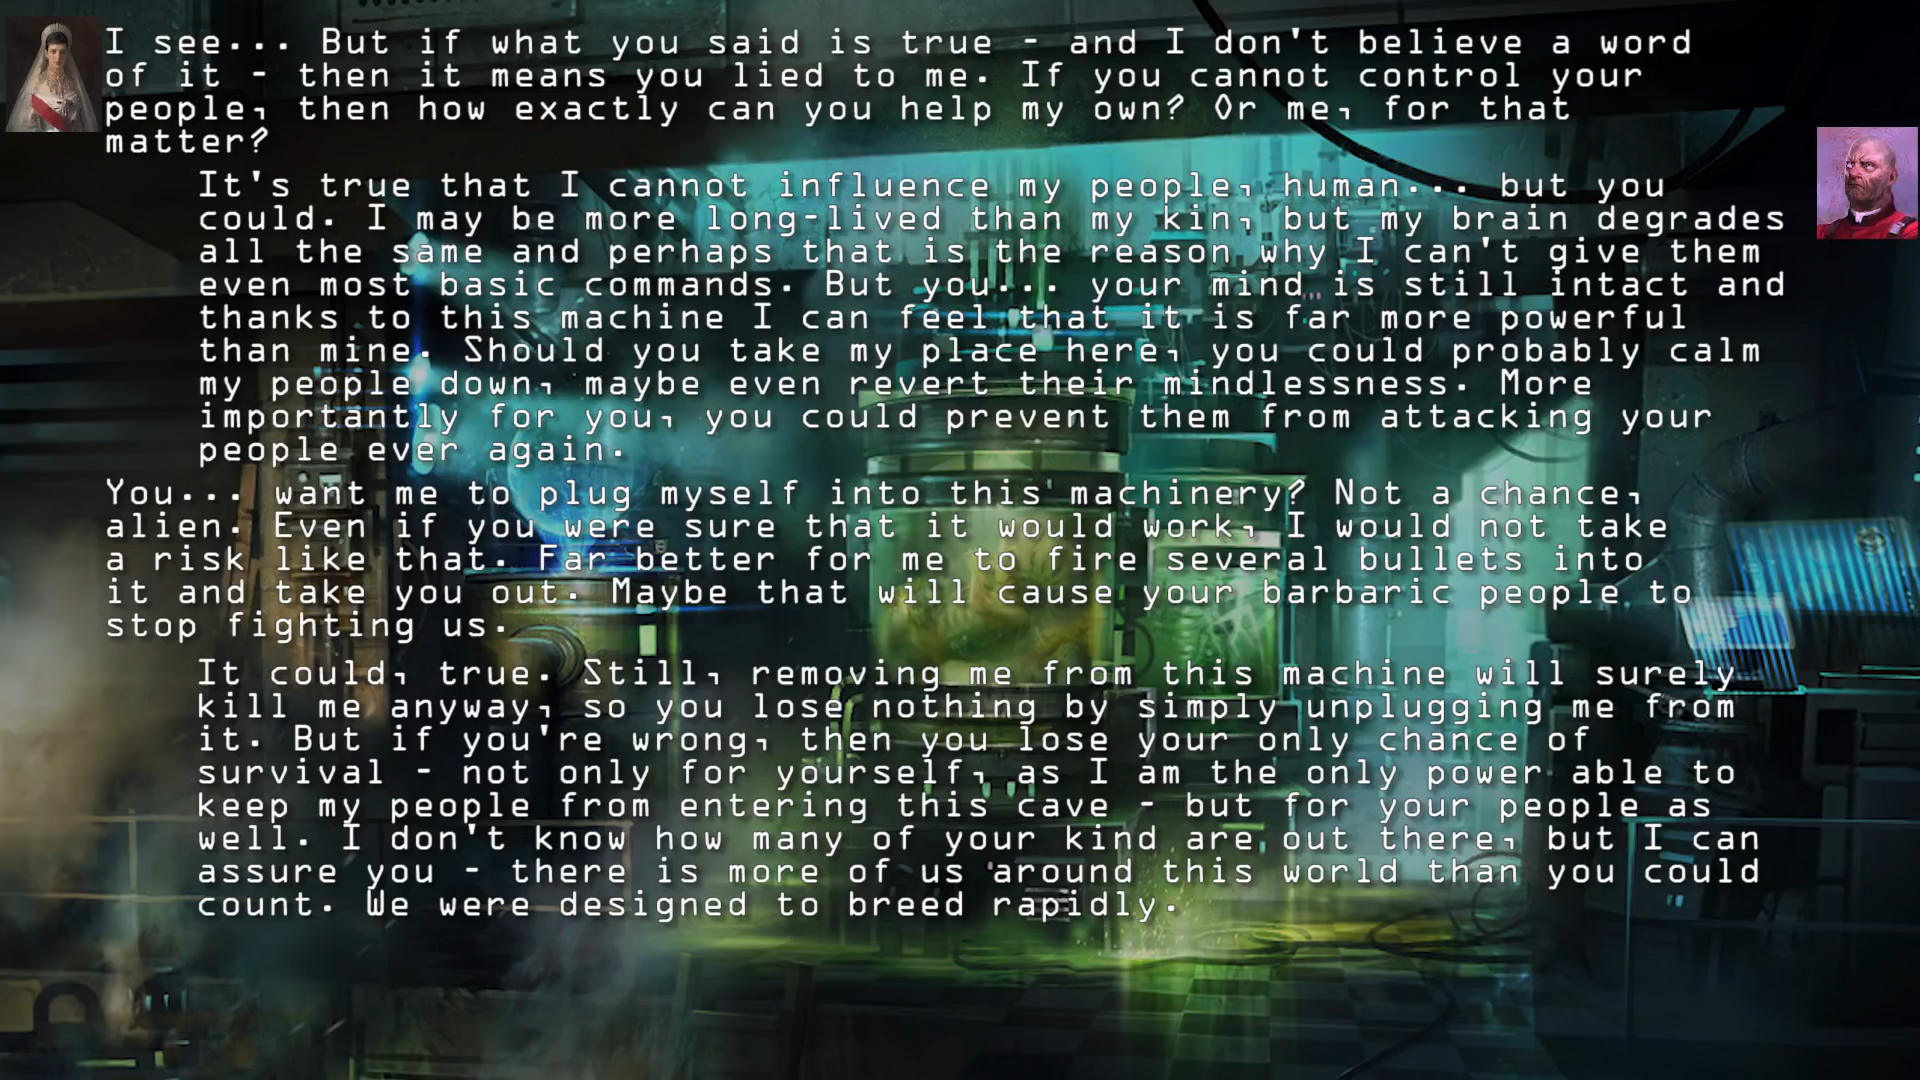 I see... But if what you said is true - and I don't believe a word
of it - then it means you lied to me. If you cannot control your
people, then how exactly can you help my own? Or me, for that
matter?
It's true that I cannot influence my people, human... but you
could. I may be more long-lived than my kin, but my brain degrades
all the same and perhaps that is the reason why I can't give them
even most basic commands. But you... your mind is still intact and
thanks to this machine I can feel that it is far more powerful
than mine. Should you take my place here, you could probably calm
my people down, maybe even revert their mindlessness. More
importantly for you, you could prevent them from attacking your
people ever again.
You... want me to plug myself into this machinery? Not a chance,
alien. Even if you were sure that it would work, I would not take
a risk like that. Far better for me to fire several bullets into
it and take you out. Maybe that will cause your barbaric people to
stop fighting us.
It could, true. Still, removing me from this machine will surely
kill me anyway, so you lose nothing by simply unplugging me from
it. But if you're wrong, then you lose your only chance of
survival - not only for yourself, as I am the only power able to
keep my people from entering this cave - but for your people as
well. I don't know how many of your kind are out there, but I can
assure you - there is more of us around this world than you could
count. We were designed to breed rapidly.